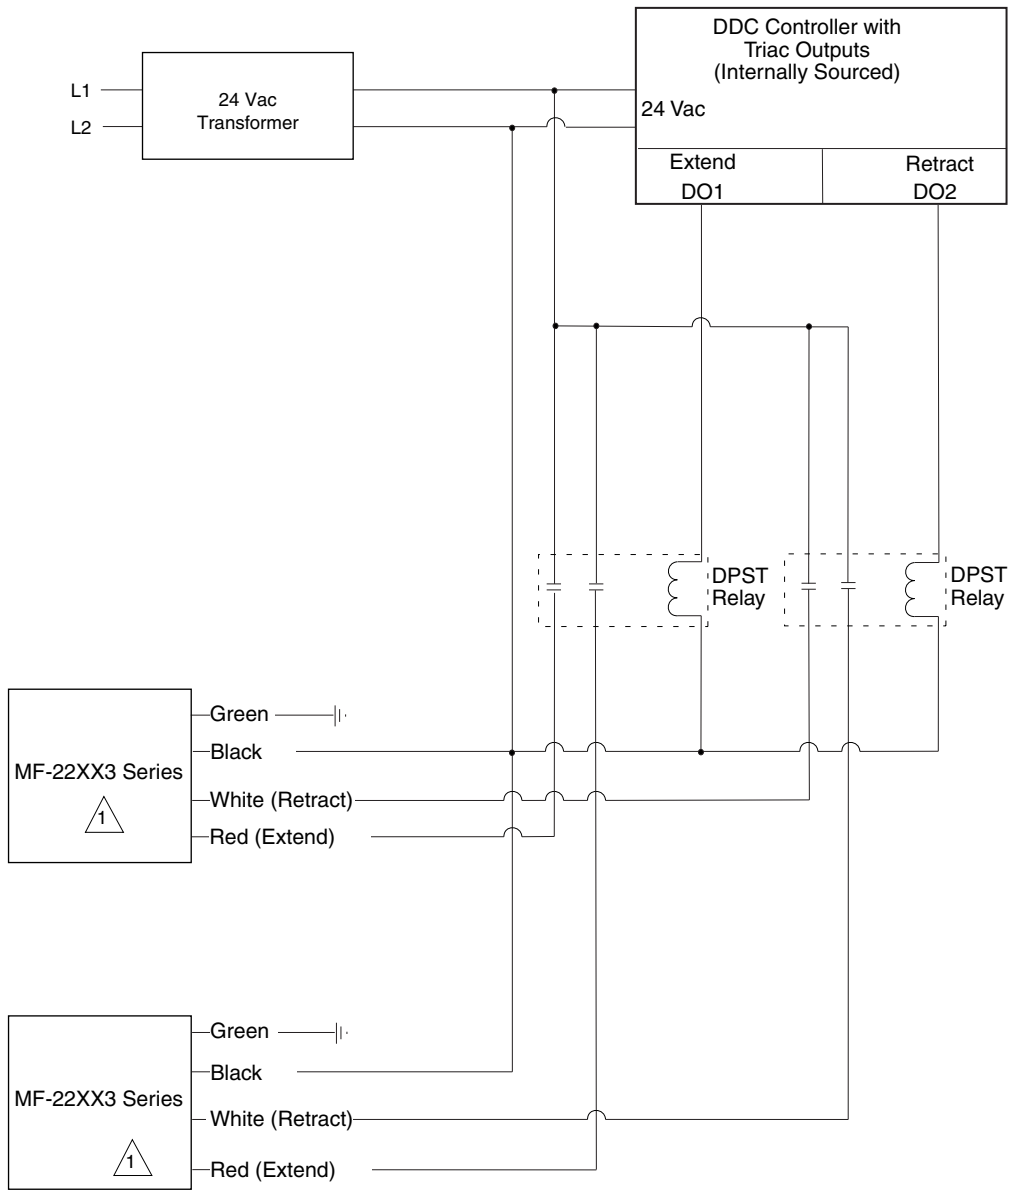 DDC Controller with
Triac Outputs
(Internally Sourced)
L1
L2
24 Vac
Transformer
24 Vac
Extend
DO1
Retract
DO2
DPST
Relay
DPST
Relay
Green
Black
MF-22XX3 Series
1
White (Retract)
Red (Extend)
Green
Black
MF-22XX3 Series
1
White (Retract)
Red (Extend)